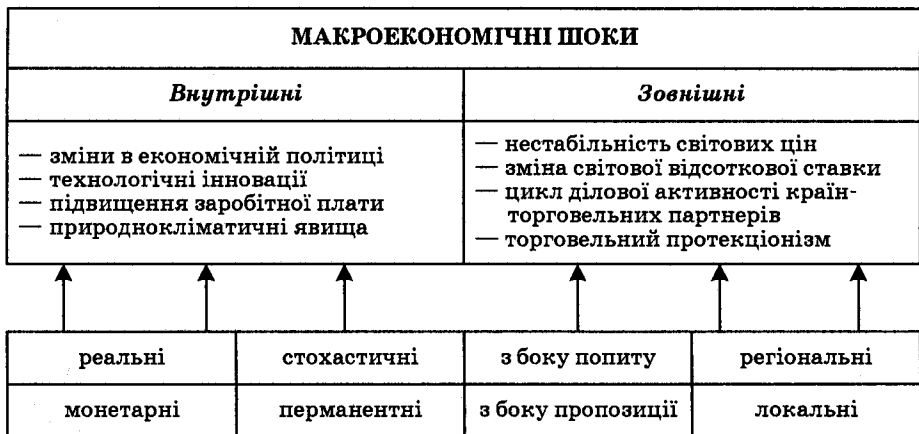 МАКРОЕКОНОМІЧНІ ШОКИ
Внутрішні
— зміни в економічній політиці
— технологічні інновації
— підвищення заробітної плати
— природнокліматичні явища
Зовнішні
— нестабільність світових цін
— зміна світової відсоткової ставки
— цикл ділової активності країн-
торговельних партнерів
— торговельний протекціонізм
реальні
стохастичні
з боку попиту
регіональні
монетарні
перманентні
з боку пропозиції
локальні